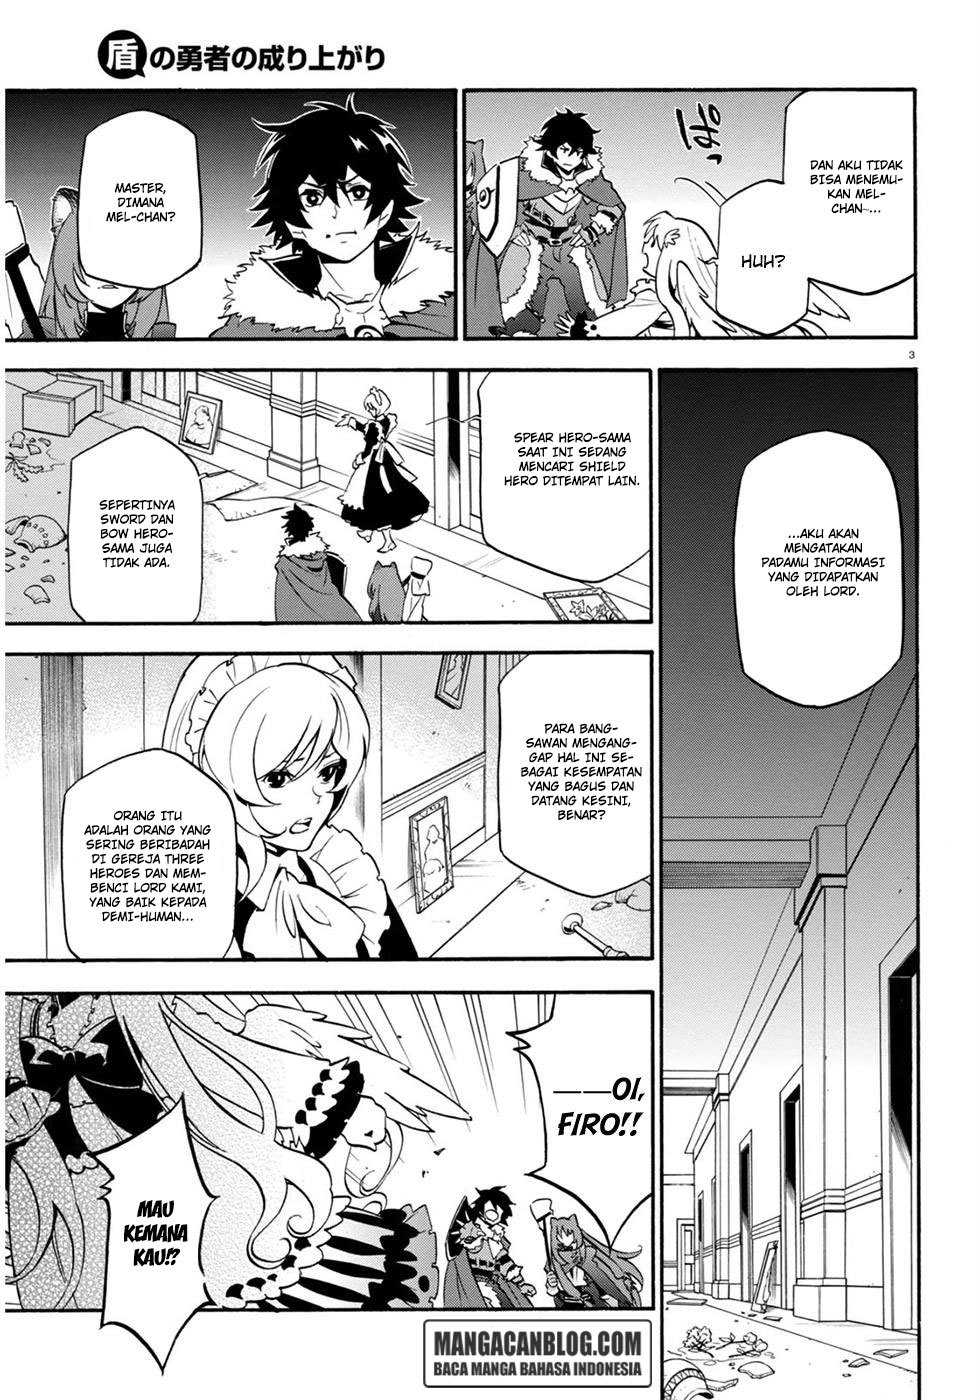 盾の勇者の成り上がり
DAN AKU TIDAK
BISA MENEMU-
KAN MEL-
CHAN~...
HUH?
ぱっ
MASTER,
DIMANA
MEL-CHAN?
3
...AKU AKAN
MENGATAKAN
PADAMU INFORMASI
YANG DIDAPATKAN
OLEH LORD.
SPEAR HERO-SAMA
SAAT INI SEDANG
MENCARI SHIELD
HERO DITEMPAT LAIN.
SEPERTINYA
SWORD DAN
BOW HERO-
SAMA JUGA
TIDAK ADA.
PARA BANG-
SAWAN MENGANG-
GAP HAL INI SE-
BAGAI KESEMPATAN
YANG BAGUS DAN
DATANG KESINI,
BENAR?
ORANG ITU
ADALAH ORANG YANG
SERING BERIBADAH
DI GEREJA THREE
HEROES DAN MEM-
BENCI LORD KAMI,
YANG BAIK KEPADA
DEMI-HUMAN...
——OI,
FIRO!!
MAU
KEMANA
KAU!?
MANGACANBLOG.COM
BACA MANGA BAHASA INDONESIA